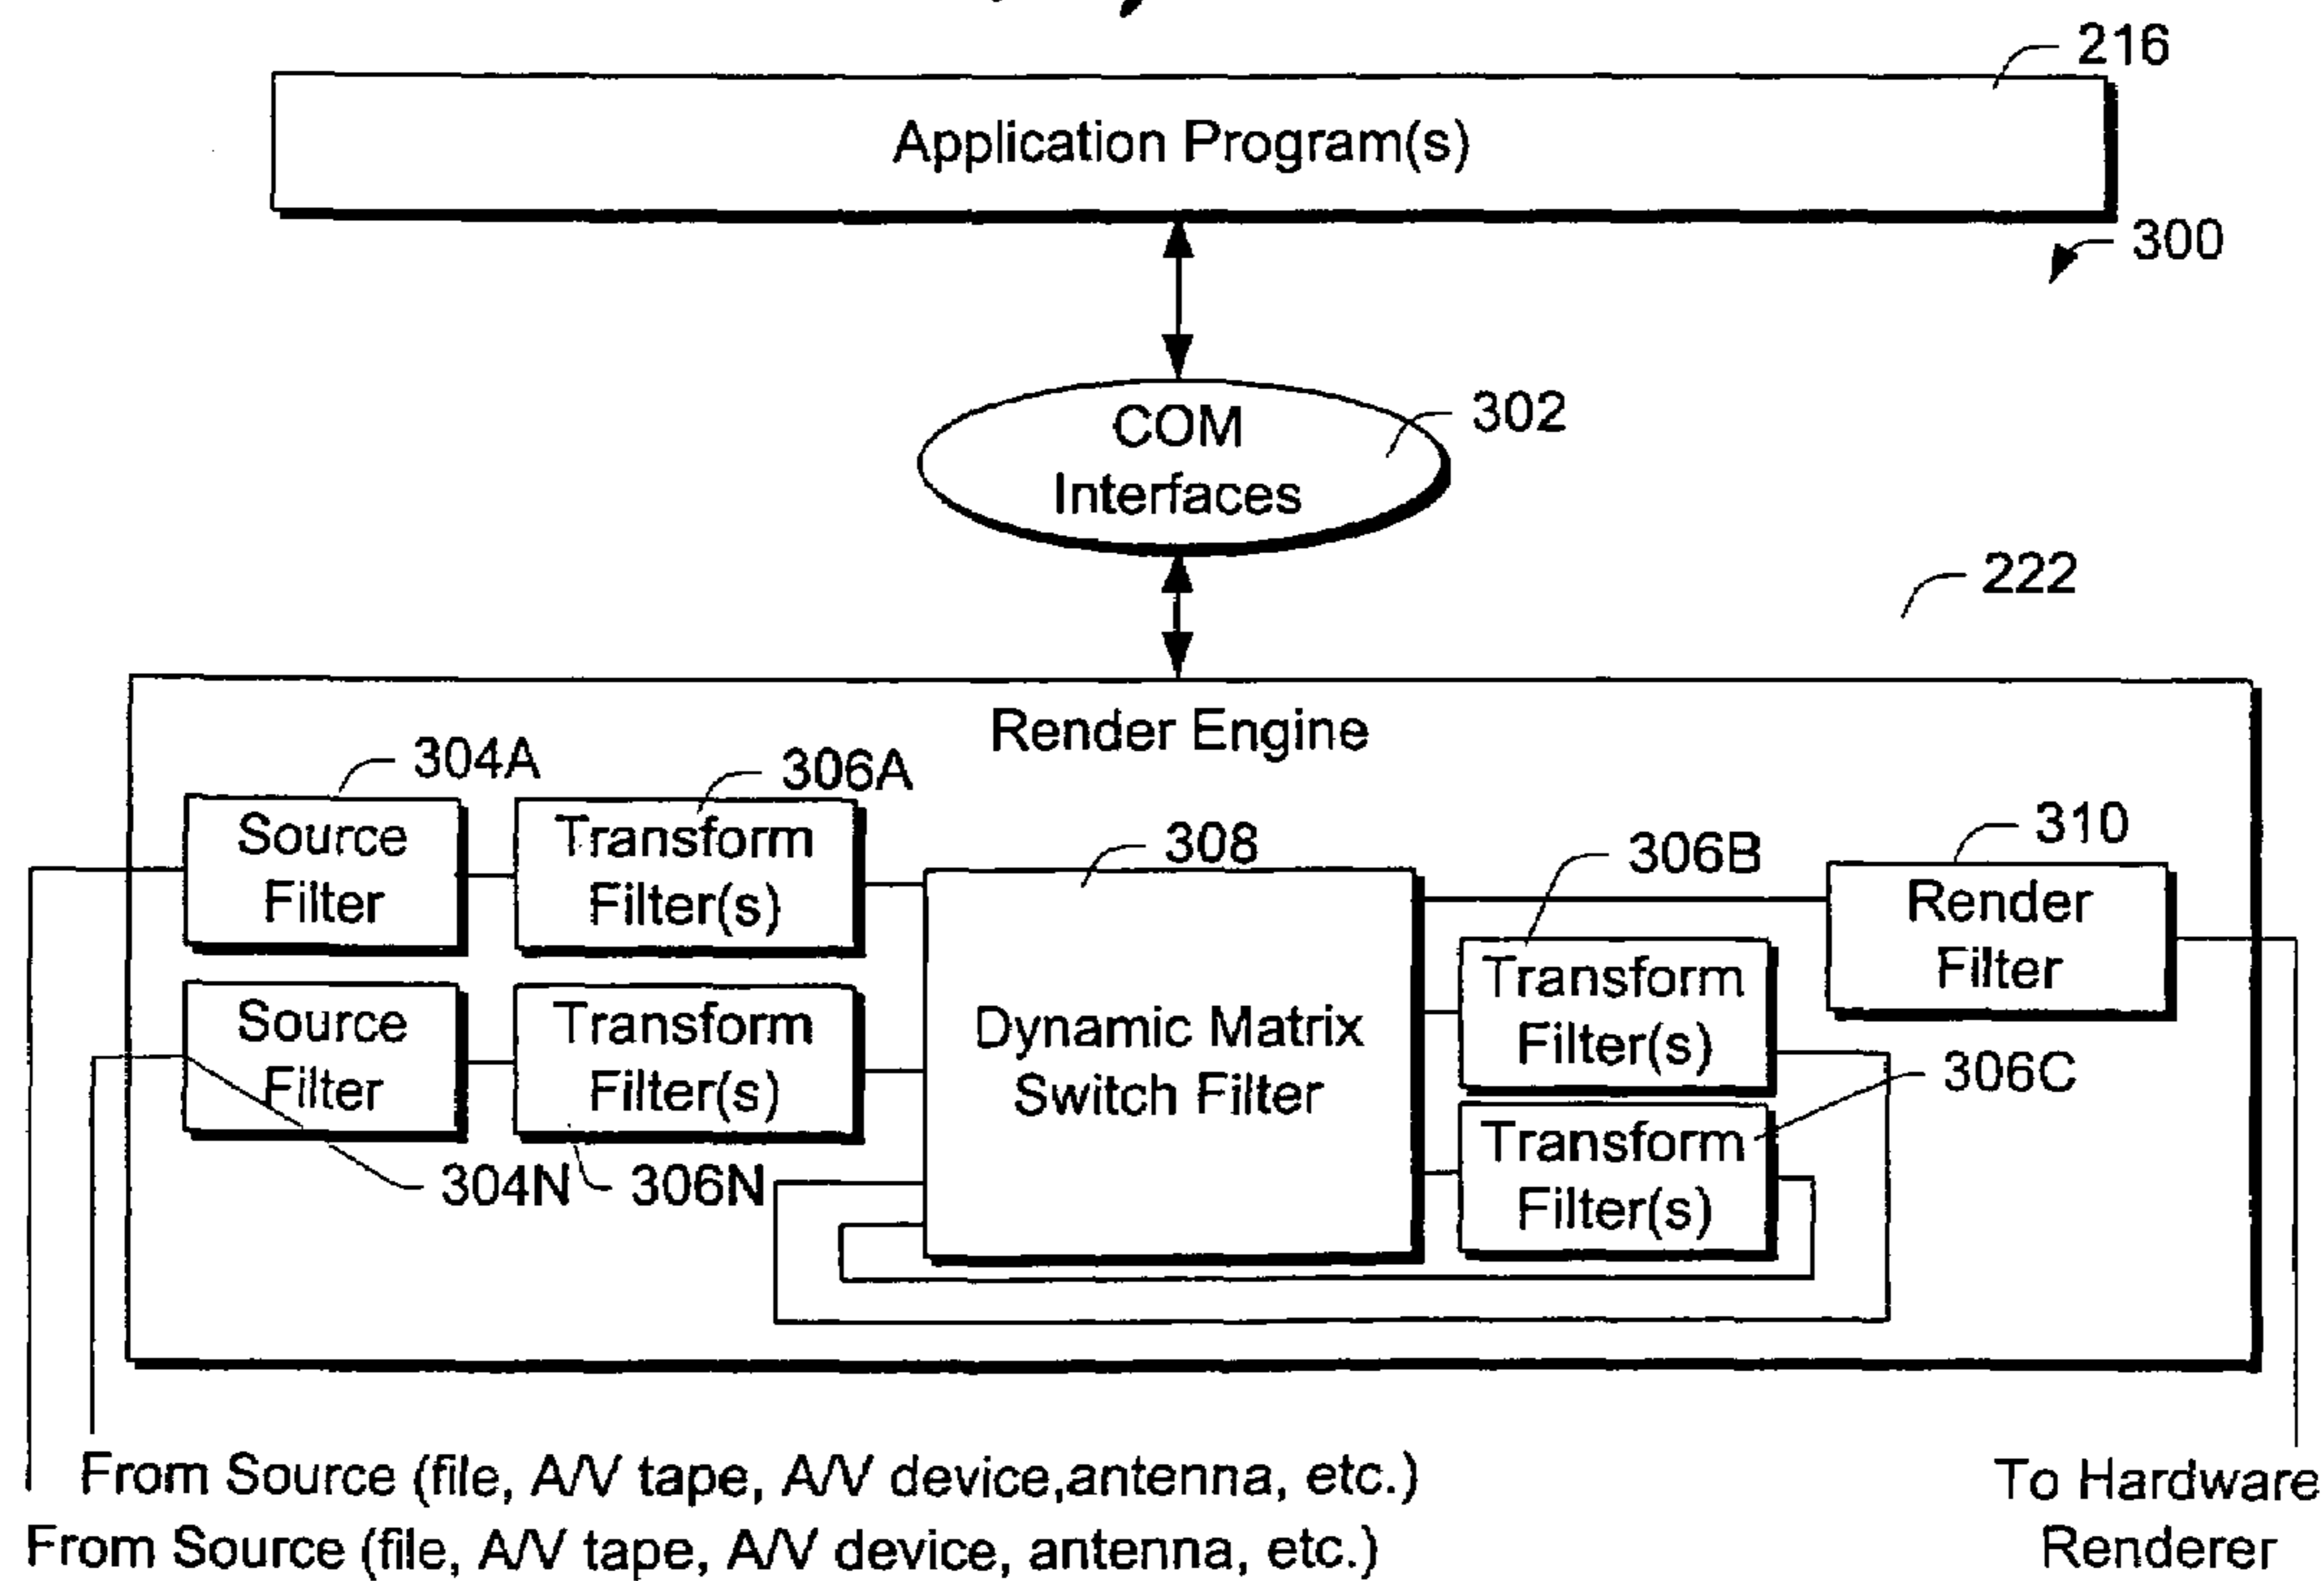 216
Application Program(s)
300
COM
Interfaces
302
222
Render Engine
304A
306A
Source
Filter
Transform
Filter(s)
308
306B
310
Render
Filter
Source
Filter
Transform
Filter(s)
Dynamic Matrix
Switch Filter
Transform
Filter(s)
306C
Transform
Filter(s)
304N
306N
From Source (file, A/V tape, A/V device,antenna, etc.)
From Source (file, A/V tape, A/V device, antenna, etc.)
To Hardware
Renderer